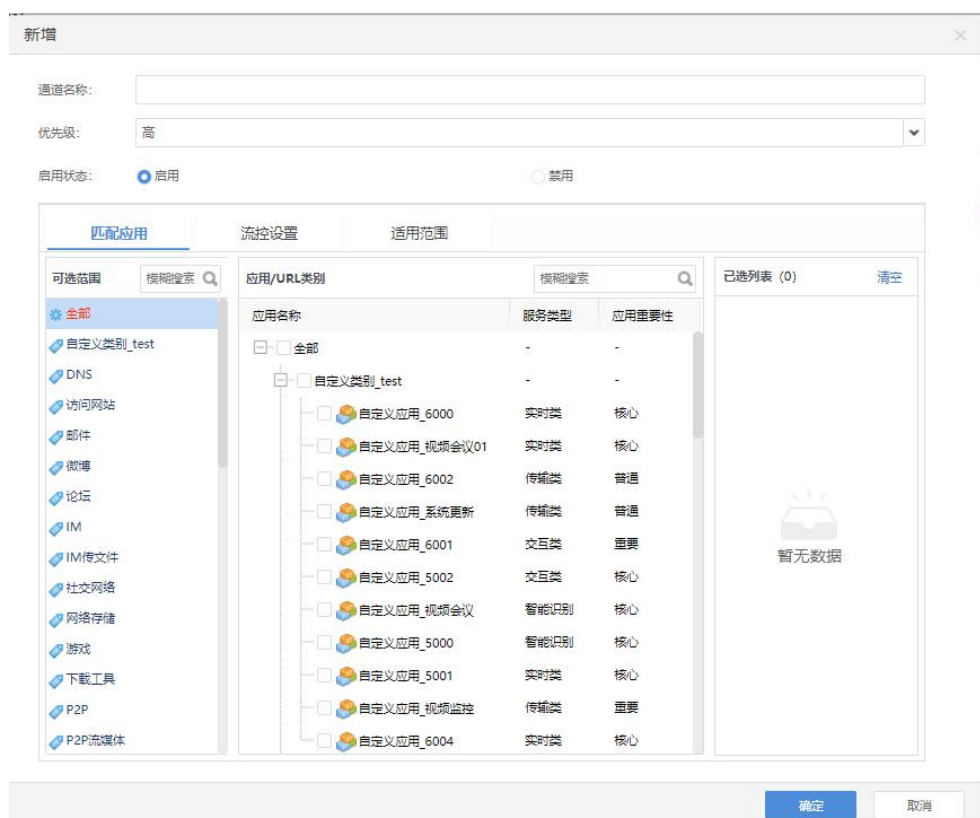 新增
通道名称:
优先级: 高
启用状态: 启用 禁用
匹配应用 流控设置 适用范围
可选范围 模糊搜索 应用/URL类别 模糊搜索 已选列表 (0) 清空
全部
自定义类别_test
DNS
访问网站
邮件
微博
论坛
IM
IM传文件
社交网络
网络存储
游戏
下载工具
P2P
P2P流媒体
应用名称 服务类型 应用重要性
全部 - -
自定义类别_test - -
自定义应用_6000 实时类 核心
自定义应用_视频会议01 实时类 核心
自定义应用_6002 传输类 普通
自定义应用_系统更新 传输类 普通
自定义应用_6001 交互类 重要
自定义应用_5002 交互类 核心
自定义应用_视频会议 智能识别 核心
自定义应用_5000 智能识别 核心
自定义应用_5001 实时类 核心
自定义应用_视频监控 传输类 重要
自定义应用_6004 实时类 核心
暂无数据
确定 取消